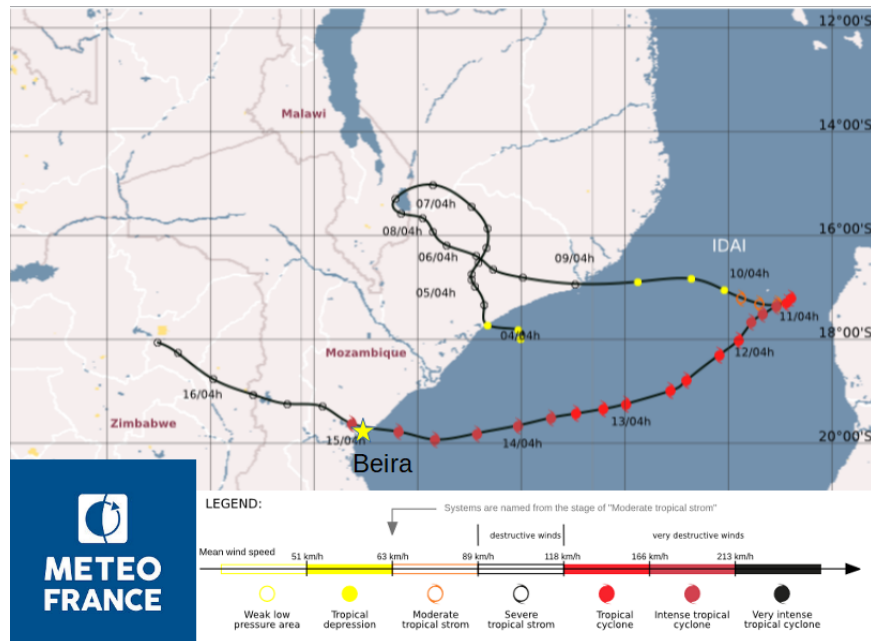 12°00'S
Malawi
14°00'S
07/04h
08/04h
16°00'S
06/04h
09/04h
IDAI
10/04h
05/04h
11/04h
04/04h
18°00'S
12/04h
Mozambique
16/04h
13/04h
Zimbabwe
15/04h
14/04h
20°00'S
Beira
METEO
FRANCE
LEGEND:
Systems are named from the stage of "Moderate tropical strom"
destructive winds
very destructive winds
Mean wind speed
51 km/h 63 km/h 89 km/h 118 km/h 166 km/h 213 km/h
Weak low
pressure area
Tropical
depression
Moderate
tropical strom
Severe
tropical strom
Tropical
cyclone
Intense tropical
cyclone
Very intense
tropical cyclone